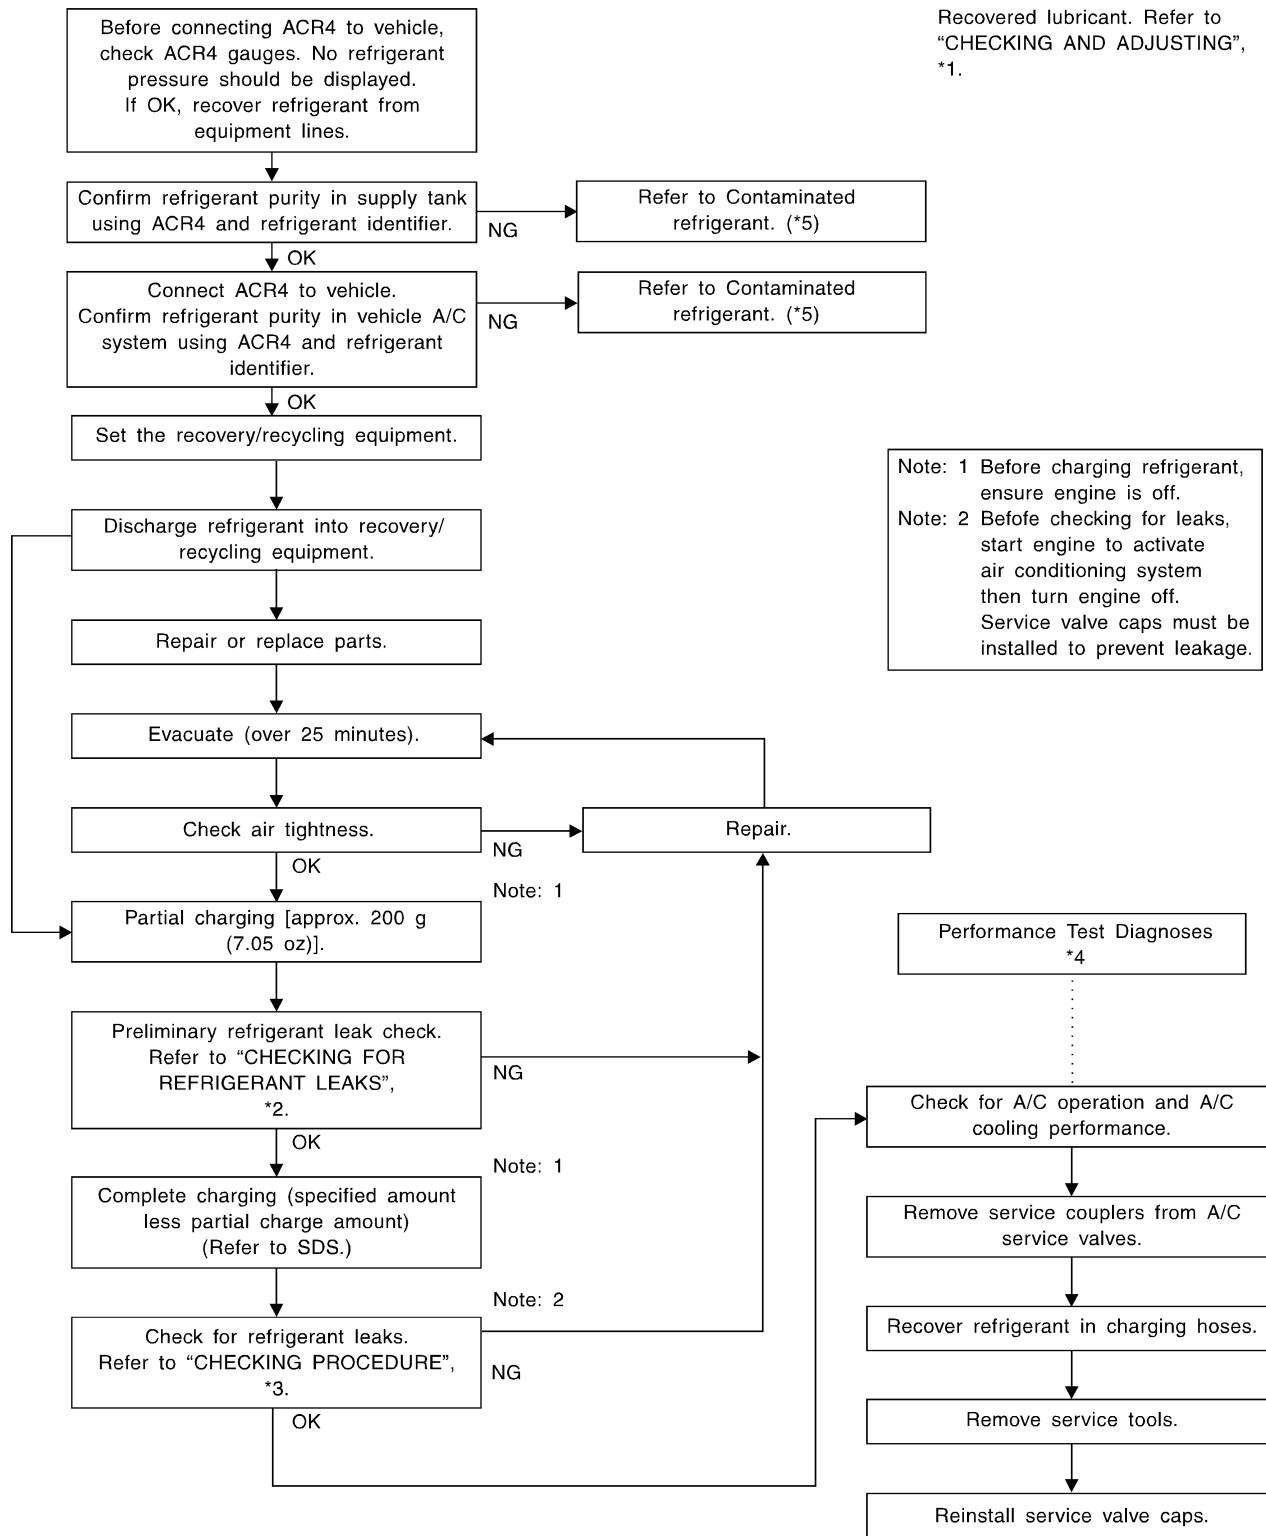 Before connecting ACR4 to vehicle,
check ACR4 gauges. No refrigerant
pressure should be displayed.
If OK, recover refrigerant from
equipment lines.
Recovered lubricant. Refer to
“CHECKING AND ADJUSTING”,
*1.
Confirm refrigerant purity in supply tank
using ACR4 and refrigerant identifier.
NG
Refer to Contaminated
refrigerant. (*5)
OK
Connect ACR4 to vehicle.
Confirm refrigerant purity in vehicle A/C
system using ACR4 and refrigerant
identifier.
NG
Refer to Contaminated
refrigerant. (*5)
OK
Set the recovery/recycling equipment.
Note: 1 Before charging refrigerant,
ensure engine is off.
Note: 2 Befofe checking for leaks,
start engine to activate
air conditioning system
then turn engine off.
Service valve caps must be
installed to prevent leakage.
Discharge refrigerant into recovery/
recycling equipment.
Repair or replace parts.
Evacuate (over 25 minutes).
Check air tightness.
NG
Repair.
OK
Note: 1
Partial charging [approx. 200 g
(7.05 oz)].
Preliminary refrigerant leak check.
Refer to “CHECKING FOR
REFRIGERANT LEAKS”,
*2.
NG
OK
Note: 1
Complete charging (specified amount
less partial charge amount)
(Refer to SDS.)
Note: 2
Check for refrigerant leaks.
Refer to “CHECKING PROCEDURE”,
*3.
NG
OK
Performance Test Diagnoses
*4
Check for A/C operation and A/C
cooling performance.
Remove service couplers from A/C
service valves.
Recover refrigerant in charging hoses.
Remove service tools.
Reinstall service valve caps.